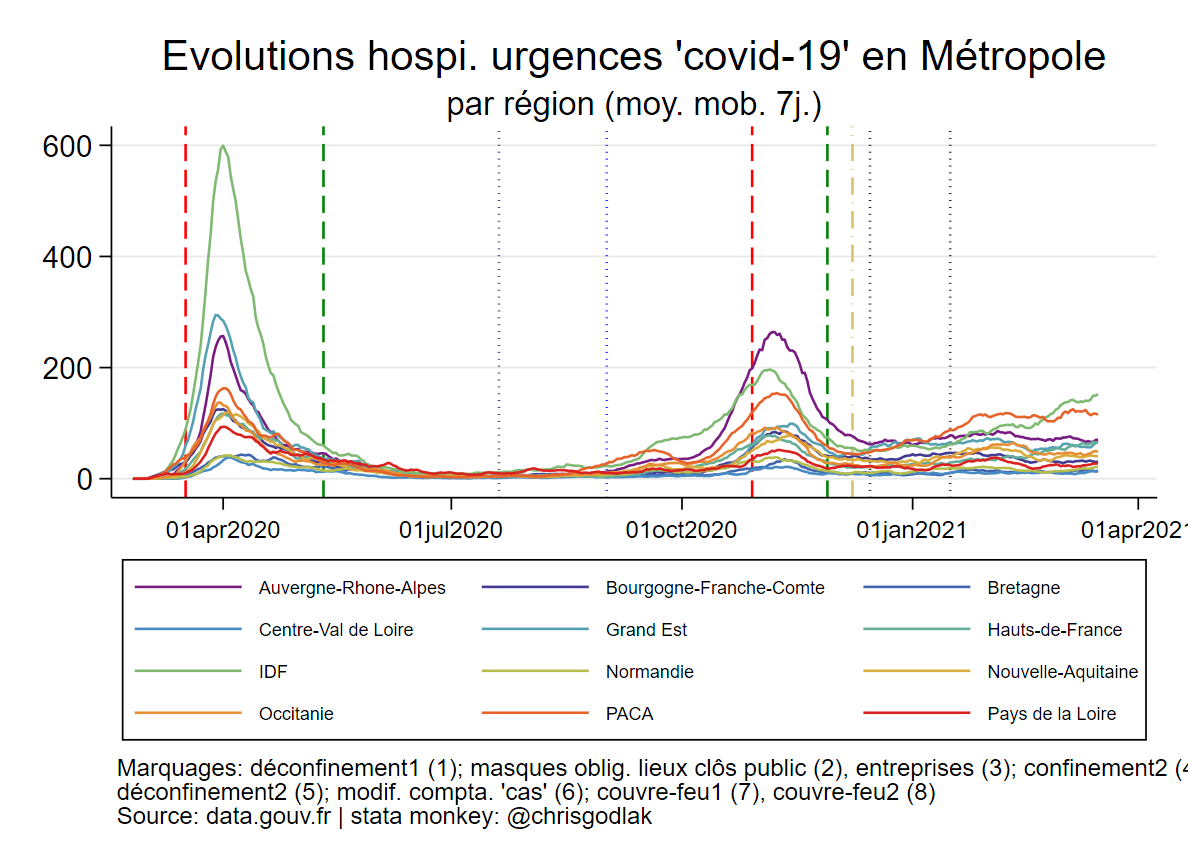 Evolutions hospi. urgences 'covid-19' en Métropole
par région (moy. mob. 7j.)
600
400
200
0
01apr2020 01jul2020 01oct2020 01jan2021 01apr2021
Auvergne-Rhone-Alpes Bourgogne-Franche-Comte Bretagne
Centre-Val de Loire Grand Est Hauts-de-France
IDF Normandie Nouvelle-Aquitaine
Occitanie PACA Pays de la Loire
Marquages: déconfinement1 (1); masques oblig. lieux clôs public (2), entreprises (3); confinement2 (4
déconfinement2 (5); modif. compta. 'cas' (6); couvre-feu1 (7), couvre-feu2 (8)
Source: data.gouv.fr | stata monkey: @chrisgodlak